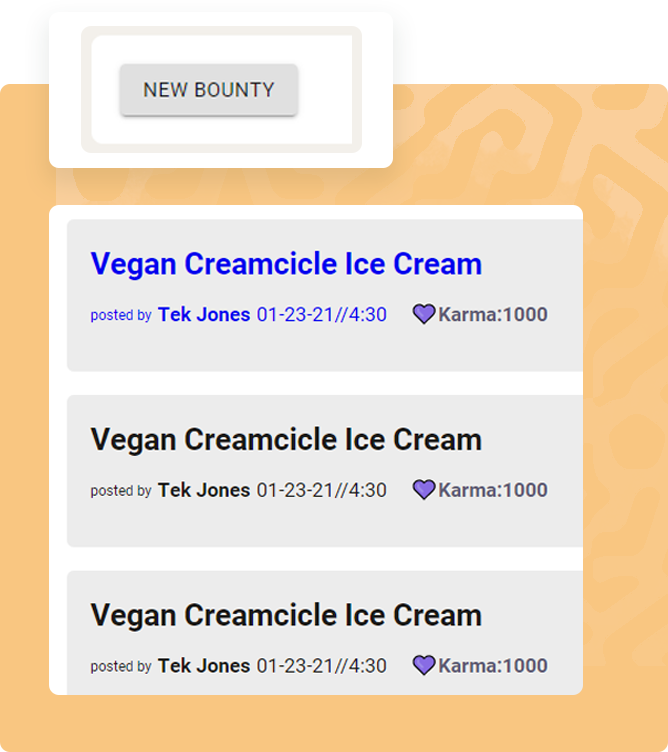 NEW BOUNTY
Vegan Creamcicle Ice Cream
posted by Tek Jones 01-23-21//4:30 Karma:1000
Vegan Creamcicle Ice Cream
posted by Tek Jones 01-23-21//4:30 Karma:1000
Vegan Creamcicle Ice Cream
posted by Tek Jones 01-23-21//4:30 Karma:1000